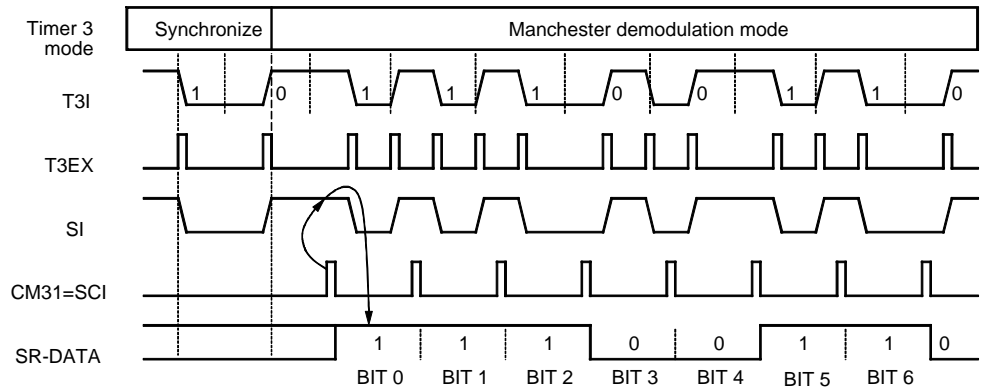 Timer 3
mode
Synchronize
Manchester demodulation mode
T3I
1 0 1 1 1 0 0 1 1 0
T3EX
SI
CM31=SCI
SR-DATA
1 1 1 0 0 1 1 0
BIT 0 BIT 1 BIT 2 BIT 3 BIT 4 BIT 5 BIT 6